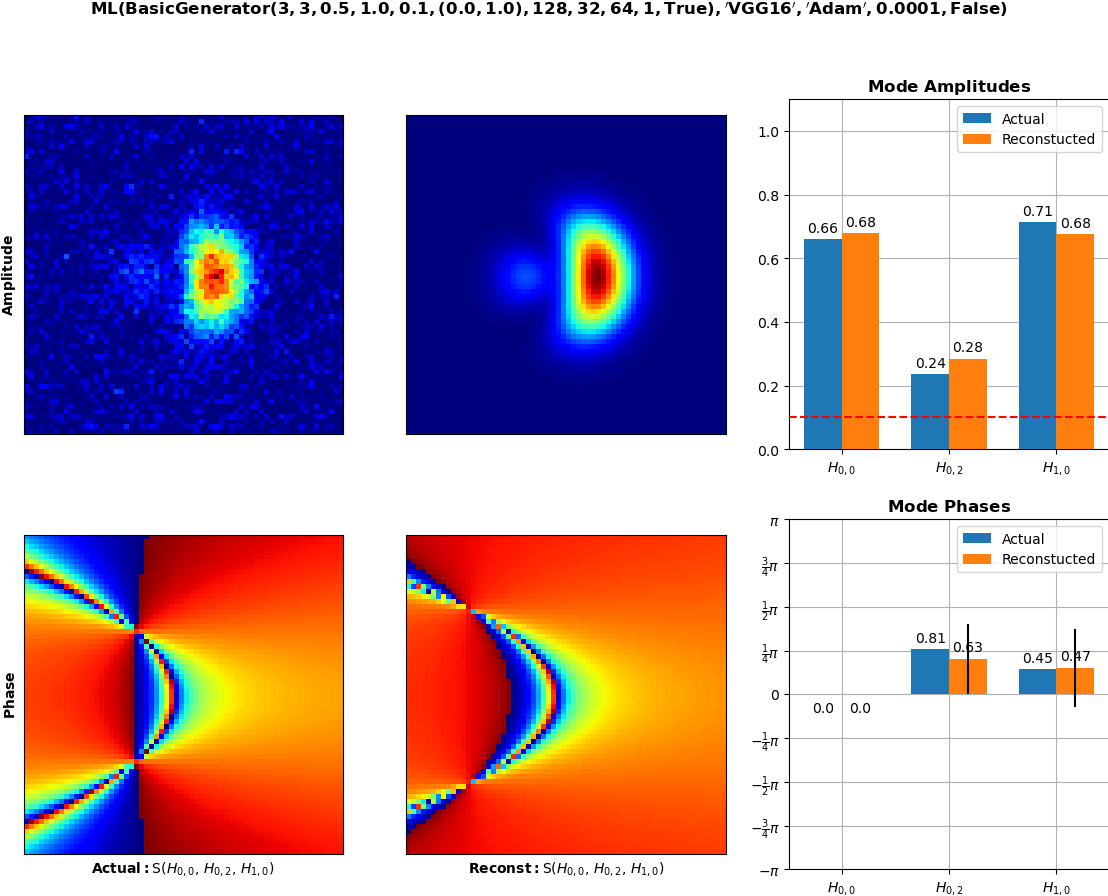 ML(BasicGenerator(3, 3, 0.5, 1.0, 0.1, (0.0, 1.0), 128, 32, 64, 1, True), ′VGG16′, ′Adam′, 0.0001, False)
Mode Amplitudes
Amplitude
Actual
Reconstucted
1.0
0.8
0.6
0.4
0.2
0.0
0.66
0.68
0.24
0.28
0.71
0.68
H0,0
H0,2
H1,0
Mode Phases
Phase
Actual
Reconstucted
π
3/4π
1/2π
1/4π
0
−1/4π
−1/2π
−3/4π
−π
0.0
0.0
0.81
0.63
0.45
0.47
H0,0
H0,2
H1,0
Actual: S(H0,0, H0,2, H1,0)
Reconst: S(H0,0, H0,2, H1,0)